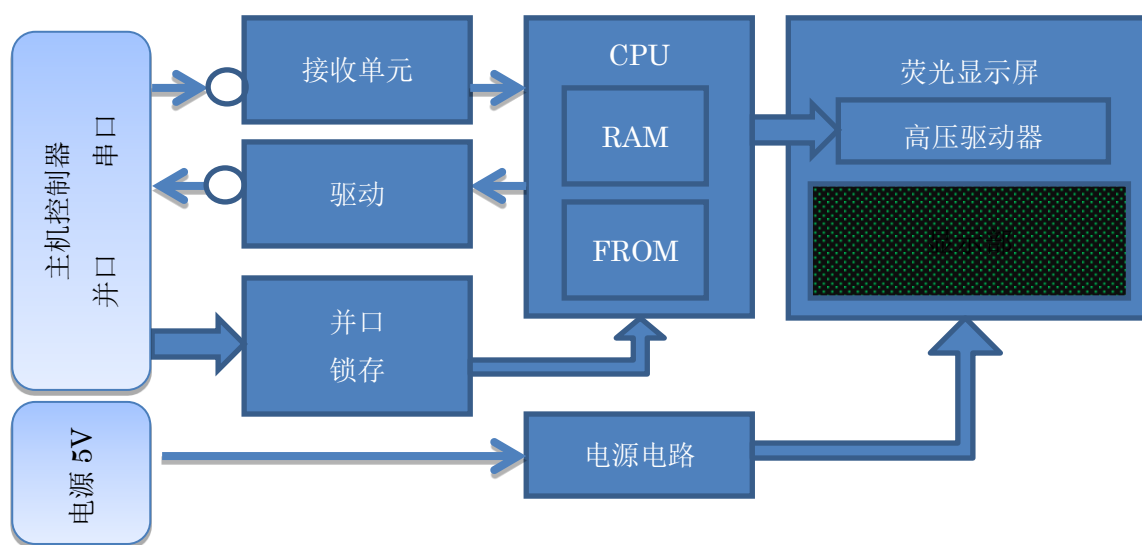 主机控制器
串口
并口
接收单元
驱动
并口
锁存
CPU
RAM
FROM
荧光显示屏
高压驱动器
电源 5V
电源电路